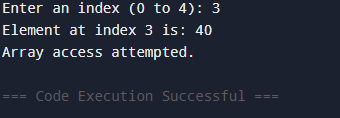 Enter an index (0 to 4): 3
Element at index 3 is: 40
Array access attempted.
=== Code Execution Successful ===